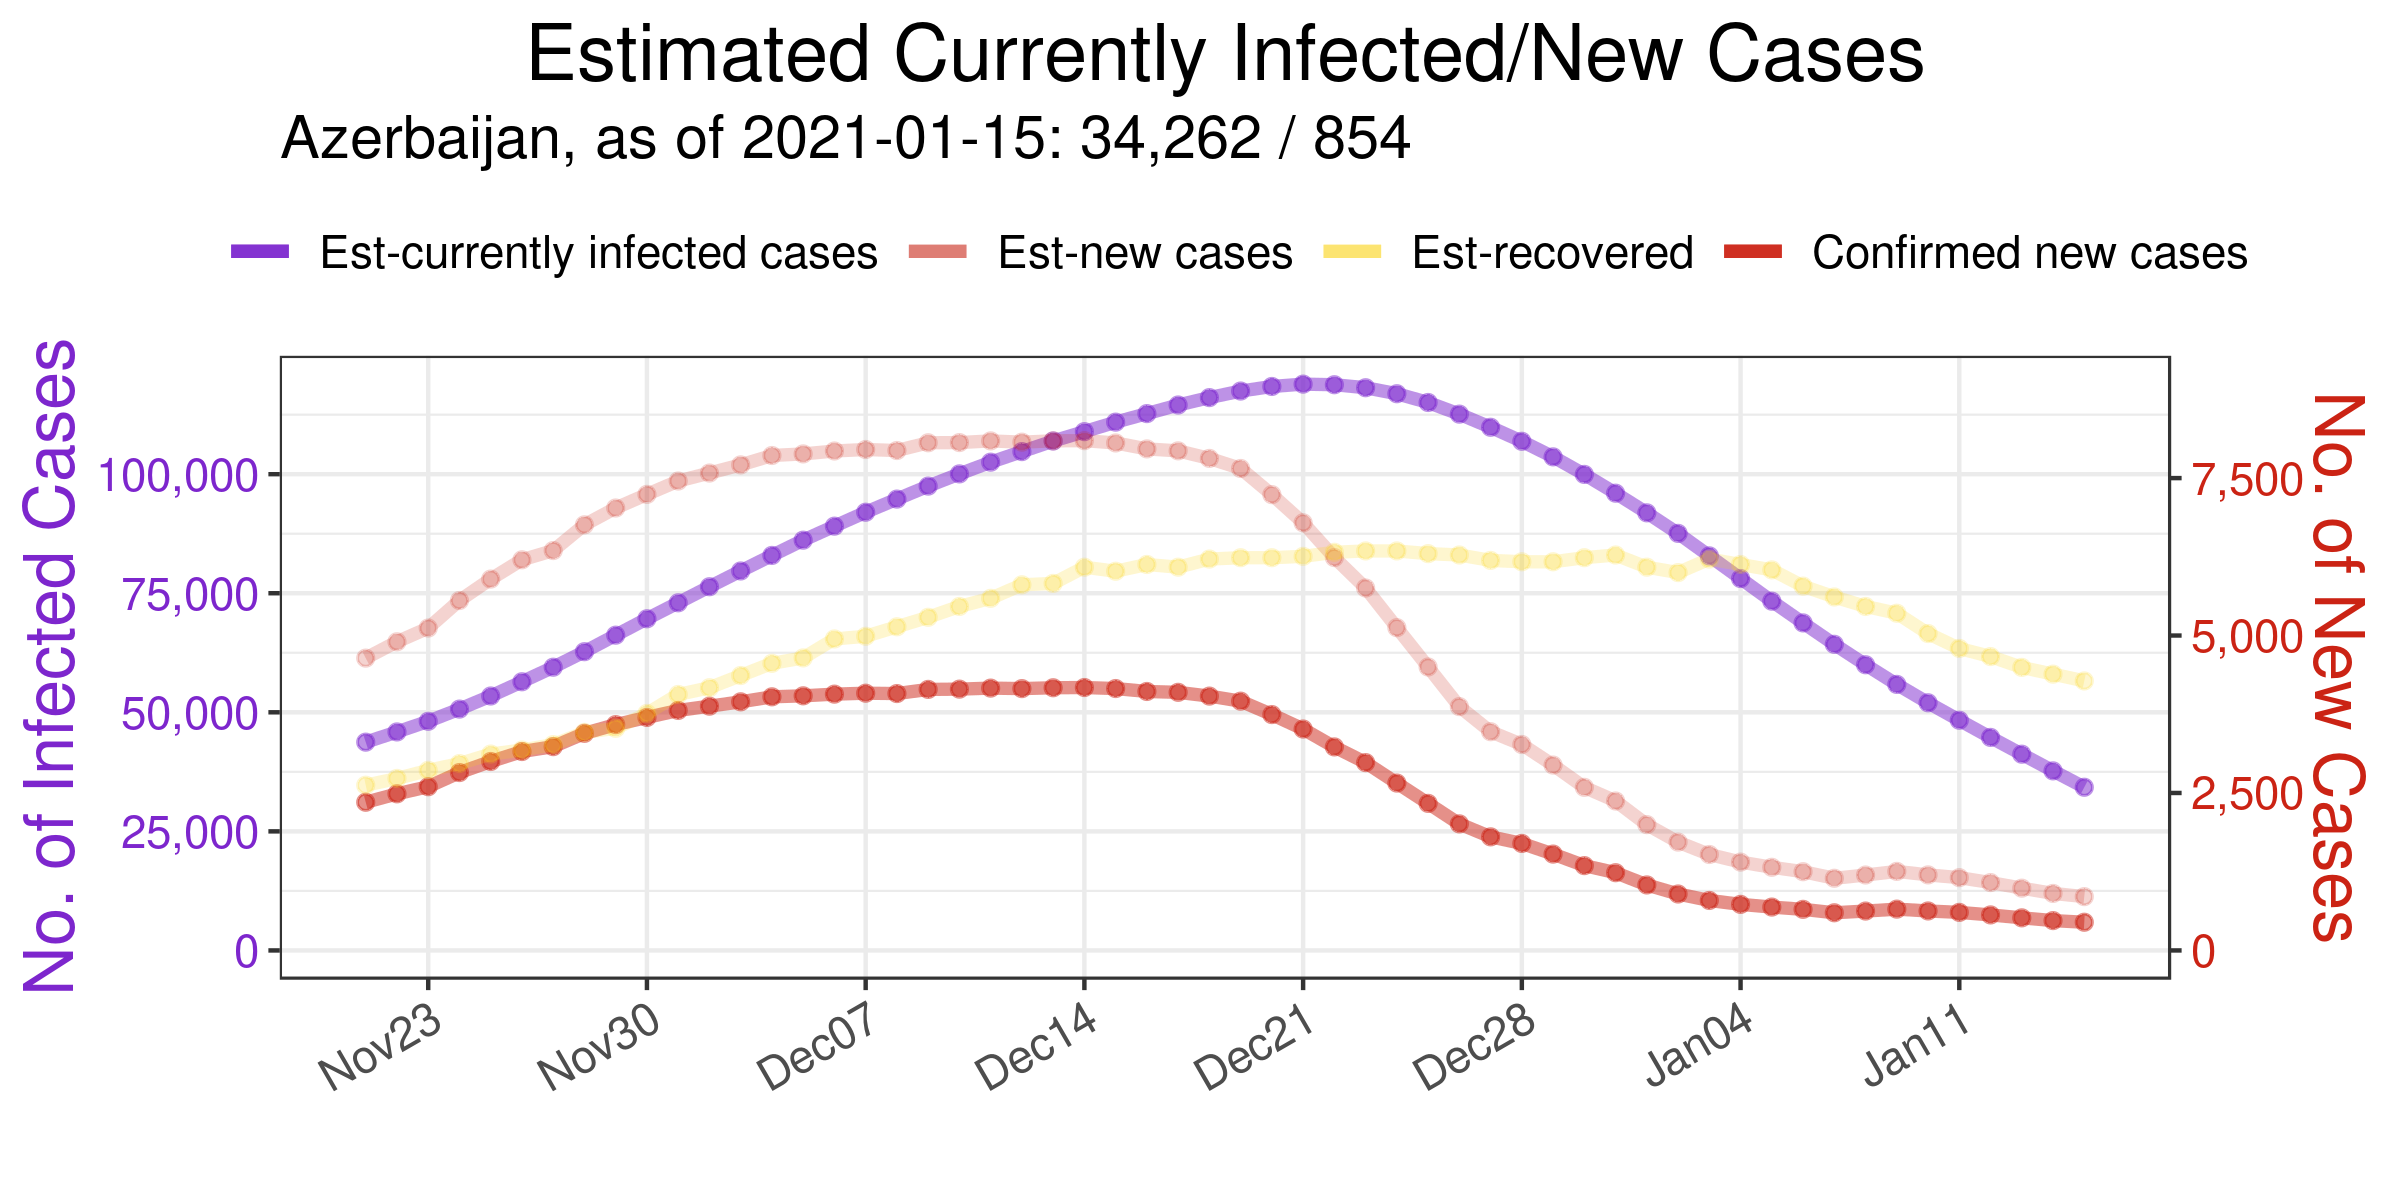 Estimated Currently Infected/New Cases
Azerbaijan, as of 2021-01-15: 34,262 / 854
Est-currently infected cases Est-new cases Est-recovered Confirmed new cases
No. of Infected Cases
100,000
75,000
50,000
25,000
0
7,500
5,000
2,500
0
No. of New Cases
Nov23 Nov30 Dec07 Dec14 Dec21 Dec28 Jan04 Jan11